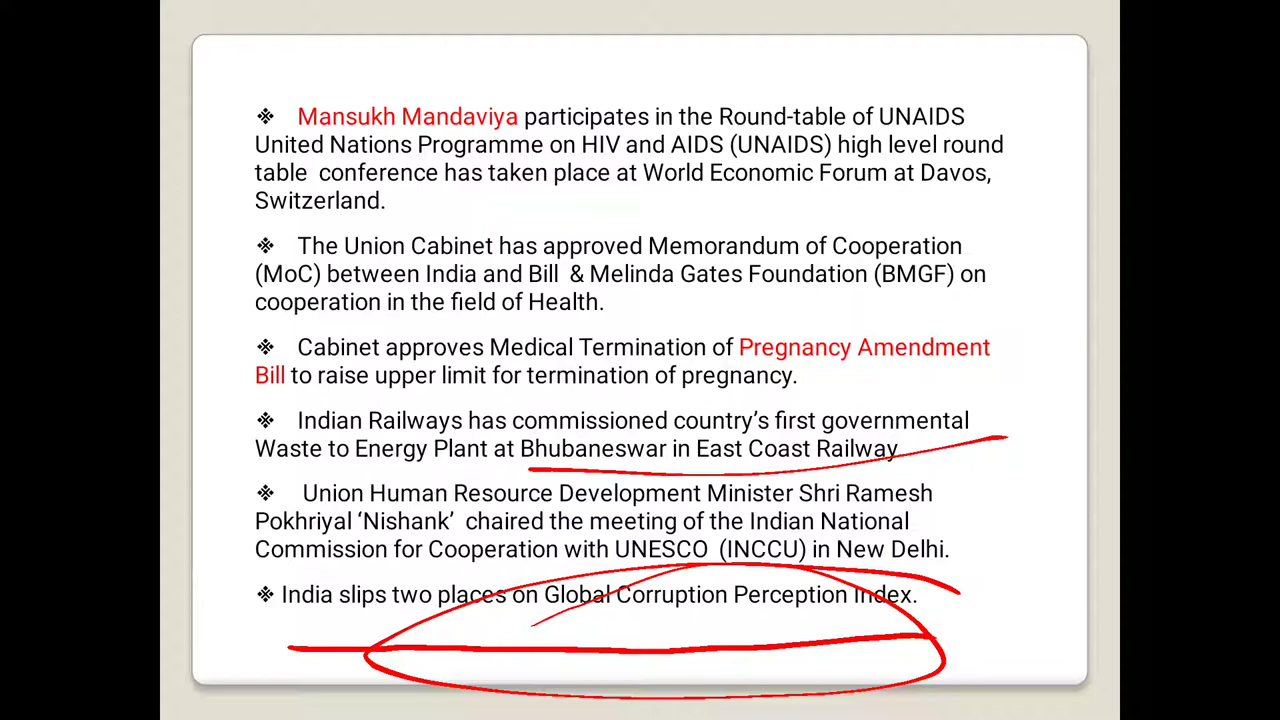 ❖ Mansukh Mandaviya participates in the Round-table of UNAIDS
United Nations Programme on HIV and AIDS (UNAIDS) high level round
table conference has taken place at World Economic Forum at Davos,
Switzerland.
❖ The Union Cabinet has approved Memorandum of Cooperation
(MoC) between India and Bill & Melinda Gates Foundation (BMGF) on
cooperation in the field of Health.
❖ Cabinet approves Medical Termination of Pregnancy Amendment
Bill to raise upper limit for termination of pregnancy.
❖ Indian Railways has commissioned country’s first governmental
Waste to Energy Plant at Bhubaneswar in East Coast Railway.
❖ Union Human Resource Development Minister Shri Ramesh
Pokhriyal ‘Nishank’ chaired the meeting of the Indian National
Commission for Cooperation with UNESCO (INCCU) in New Delhi.
❖ India slips two places on Global Corruption Perception Index.